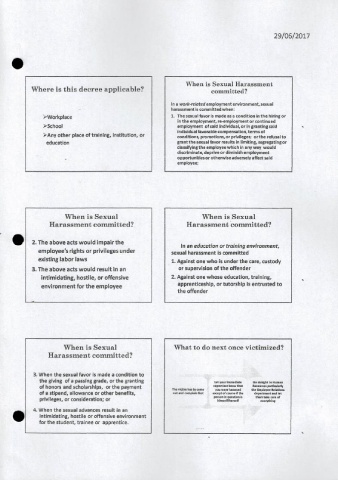 29/05/2017
Where is this decree applicable?
➢Workplace
➢School
➢Any other place of training, institution, or
education
When is Sexual Harassment
committed?
In a work-related employment environment, sexual
harassment is committed when:
1. The sexual favor is made as a condition in the hiring or
in the employment, re-employment or continued
employment of said individual, or in granting said
individual favorable compensation, terms of
conditions, promotions, or privileges; or the refusal to
grant the sexual favor results in limiting, segregating or
classifying the employee which in any way would
discriminate, deprive or diminish employment
opportunities or otherwise adversely affect said
employee;
When is Sexual
Harassment committed?
2. The above acts would impair the
employee's rights or privileges under
existing labor laws
3. The above acts would result in an
intimidating, hostile, or offensive
environment for the employee
When is Sexual
Harassment committed?
In an education or training environment,
sexual harassment is committed
1. Against one who is under the care, custody
or supervision of the offender
2. Against one whose education, training,
apprenticeship, or tutorship is entrusted to
the offender
When is Sexual
Harassment committed?
3. When the sexual favor is made a condition to
the giving of a passing grade, or the granting
of honors and scholarships, or the payment
of a stipend, allowance or other benefits,
privileges, or consideration; or
4. When the sexual advances result in an
intimidating, hostile or offensive environment
for the student, trainee or apprentice.
What to do next once victimized?